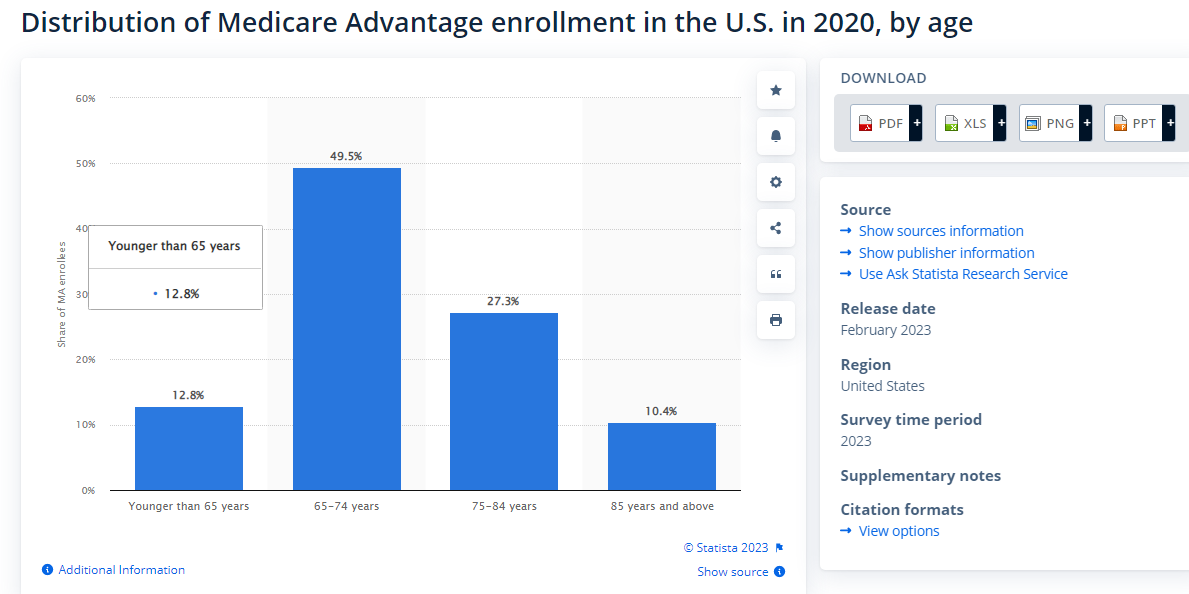 Distribution of Medicare Advantage enrollment in the U.S. in 2020, by age
60%
50%
40
30
20%
10%
0%
Share of MA enrollees
12.8%
49.5%
27.3%
10.4%
Younger than 65 years
12.8%
Younger than 65 years
65-74 years
75-84 years
85 years and above
© Statista 2023
Additional Information
Show source
DOWNLOAD
PDF +
XLS +
PNG +
PPT +
Source
Show sources information
Show publisher information
Use Ask Statista Research Service
Release date
February 2023
Region
United States
Survey time period
2023
Supplementary notes
Citation formats
View options